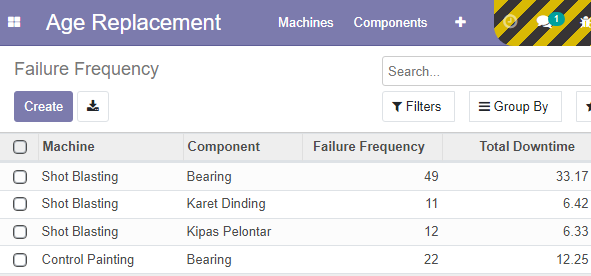 Age Replacement Machines Components 1
Failure Frequency Search...
Create Filters Group By
Machine Component Failure Frequency Total Downtime
Shot Blasting Bearing 49 33.17
Shot Blasting Karet Dinding 11 6.42
Shot Blasting Kipas Pelontar 12 6.33
Control Painting Bearing 22 12.25